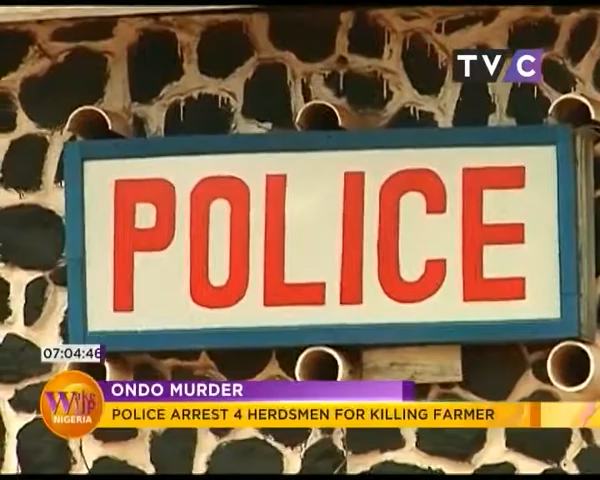 TVC
POLICE
07:04:46
ONDO MURDER
Wake Up
NIGERIA
POLICE ARREST 4 HERDSMEN FOR KILLING FARMER